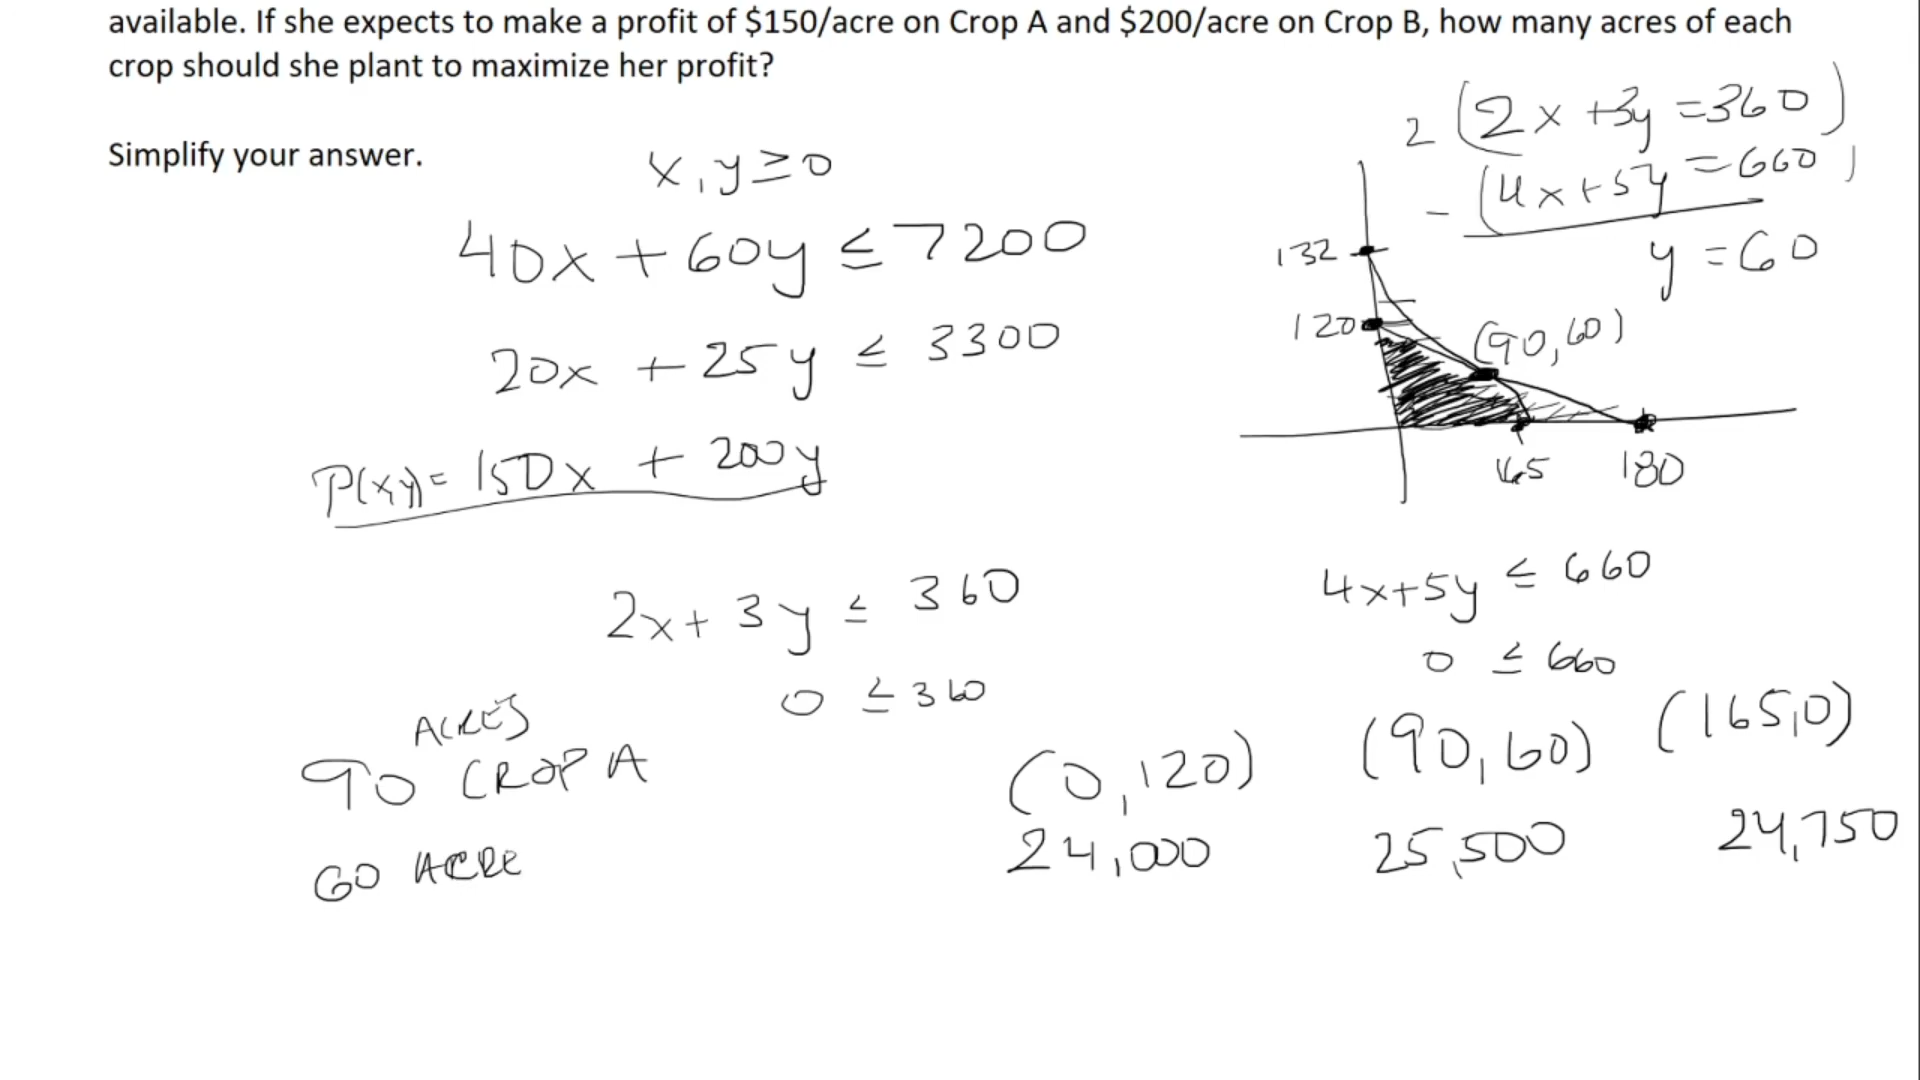 available. If she expects to make a profit of $150/acre on Crop A and $200/acre on Crop B, how many acres of each
crop should she plant to maximize her profit?
Simplify your answer.
x, y ≥ 0
40x + 60y ≤ 7200
20x + 25y ≤ 3300
P(x,y) = 150x + 200y
2x + 3y ≤ 360
0 ≤ 360
ACRES
90 CROP A
60 ACRE
2 (2x + 3y = 360)
- (4x + 5y = 660)
y = 60
132
120
(90, 60)
165
180
4x + 5y ≤ 660
0 ≤ 660
(0, 120) (90, 60) (165, 0)
24,000 25,500 24,750